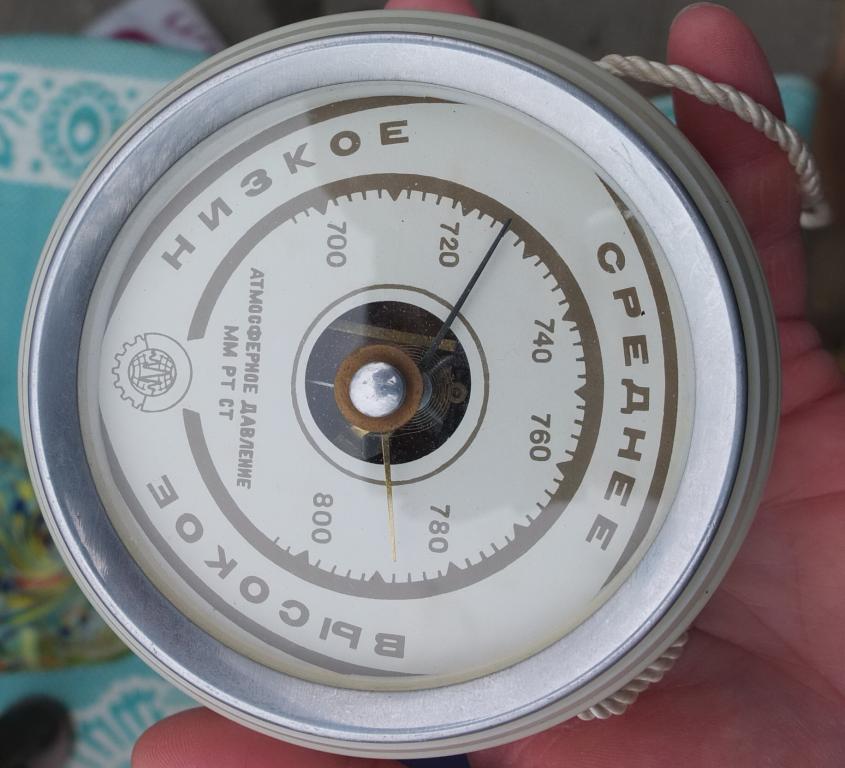 НИЗКОЕ
СРЕДНЕЕ
ВЫСОКОЕ
700
720
740
760
780
800
АТМОСФЕРНОЕ ДАВЛЕНИЕ
ММ РТ СТ